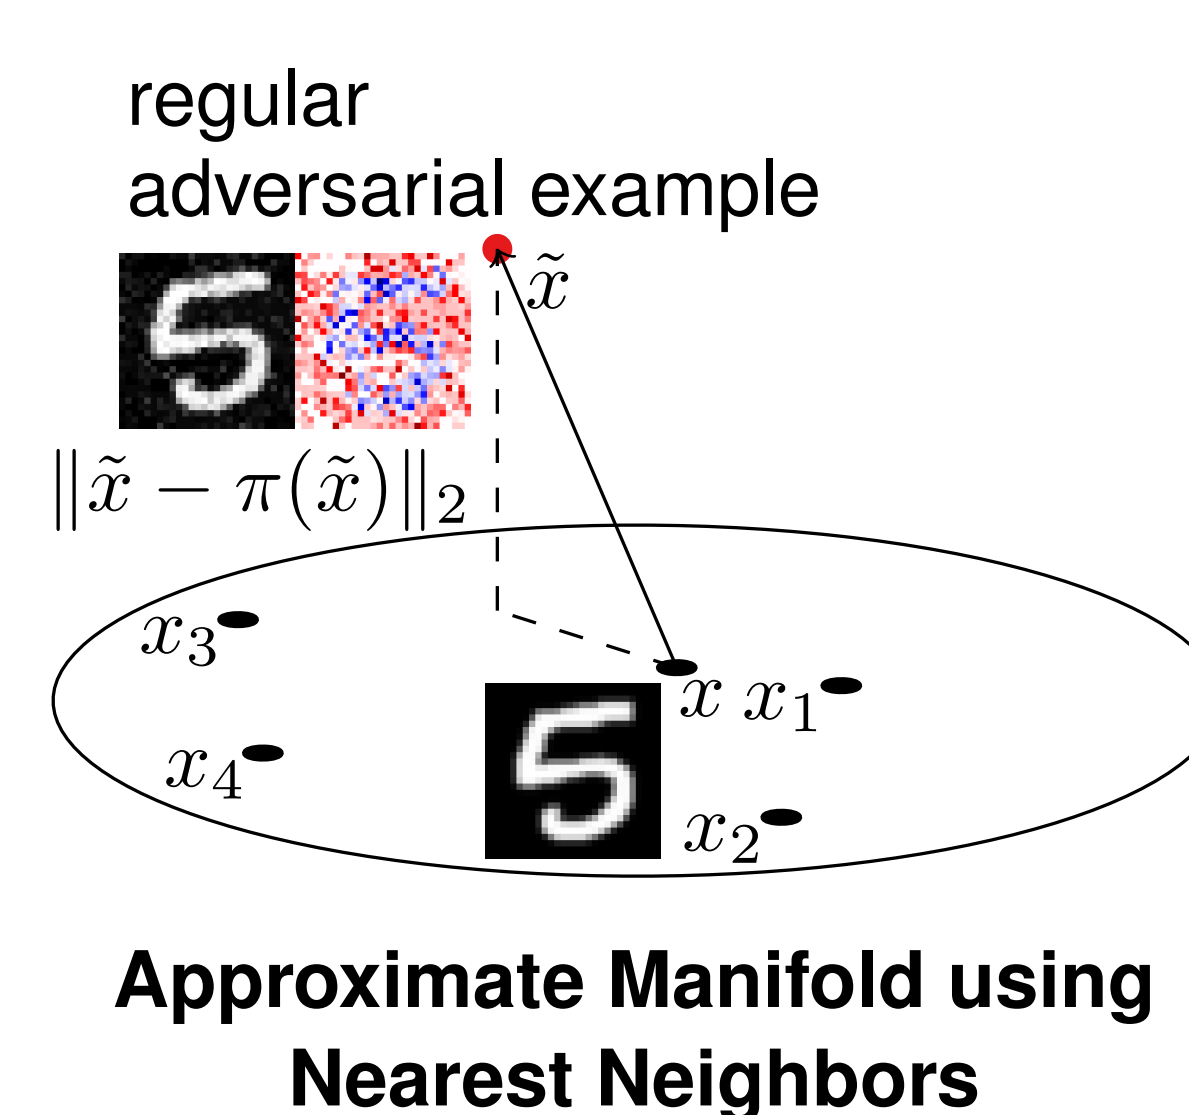 regular
adversarial example
x̃
‖x̃ − π(x̃)‖₂
x₃
x x₁
x₄
x₂
Approximate Manifold using
Nearest Neighbors